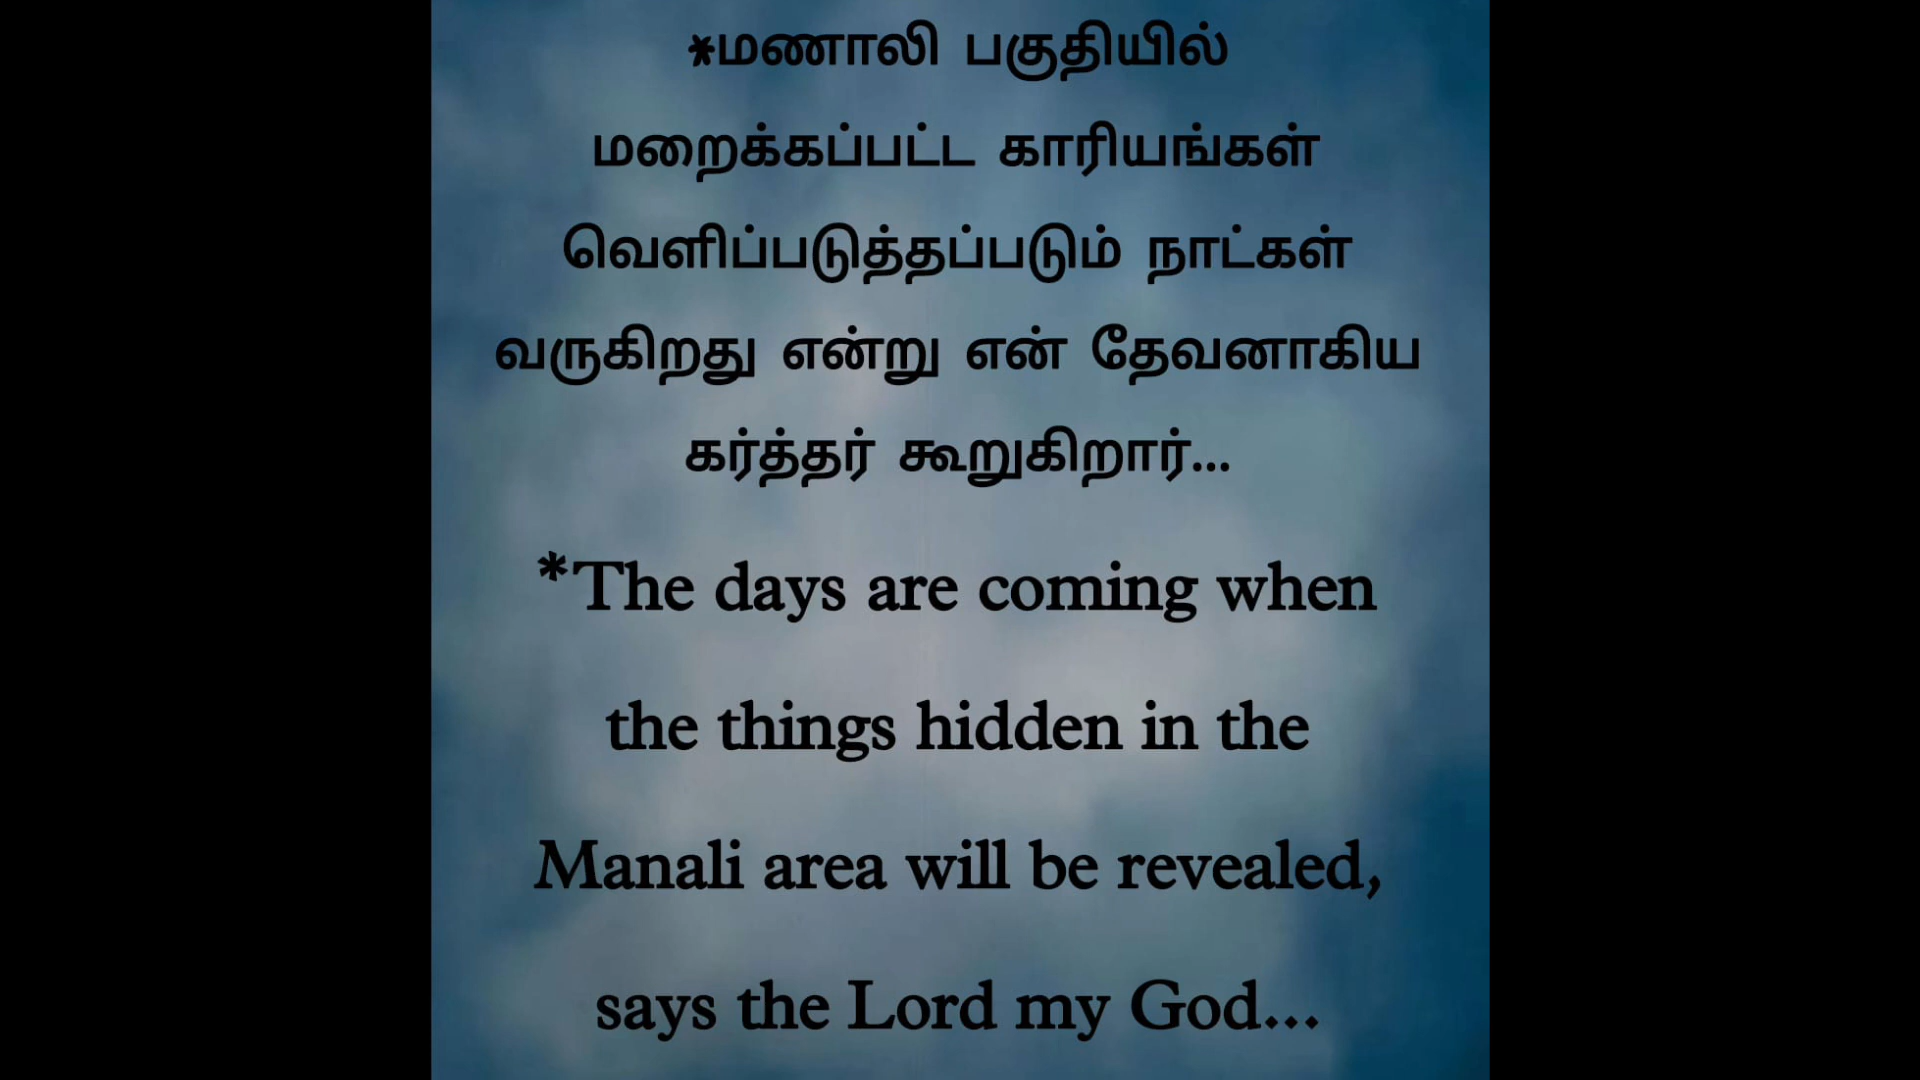 *மணாலி பகுதியில்
மறைக்கப்பட்ட காரியங்கள்
வெளிப்படுத்தப்படும் நாட்கள்
வருகிறது என்று என் தேவனாகிய
கர்த்தர் கூறுகிறார்...
*The days are coming when
the things hidden in the
Manali area will be revealed,
says the Lord my God...